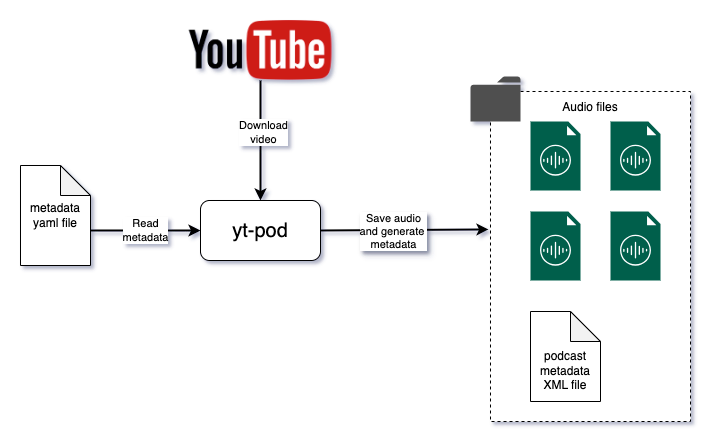 YouTube
Download
video
Audio files
metadata
yaml file
Read
metadata
yt-pod
Save audio
and generate
metadata
podcast
metadata
XML file